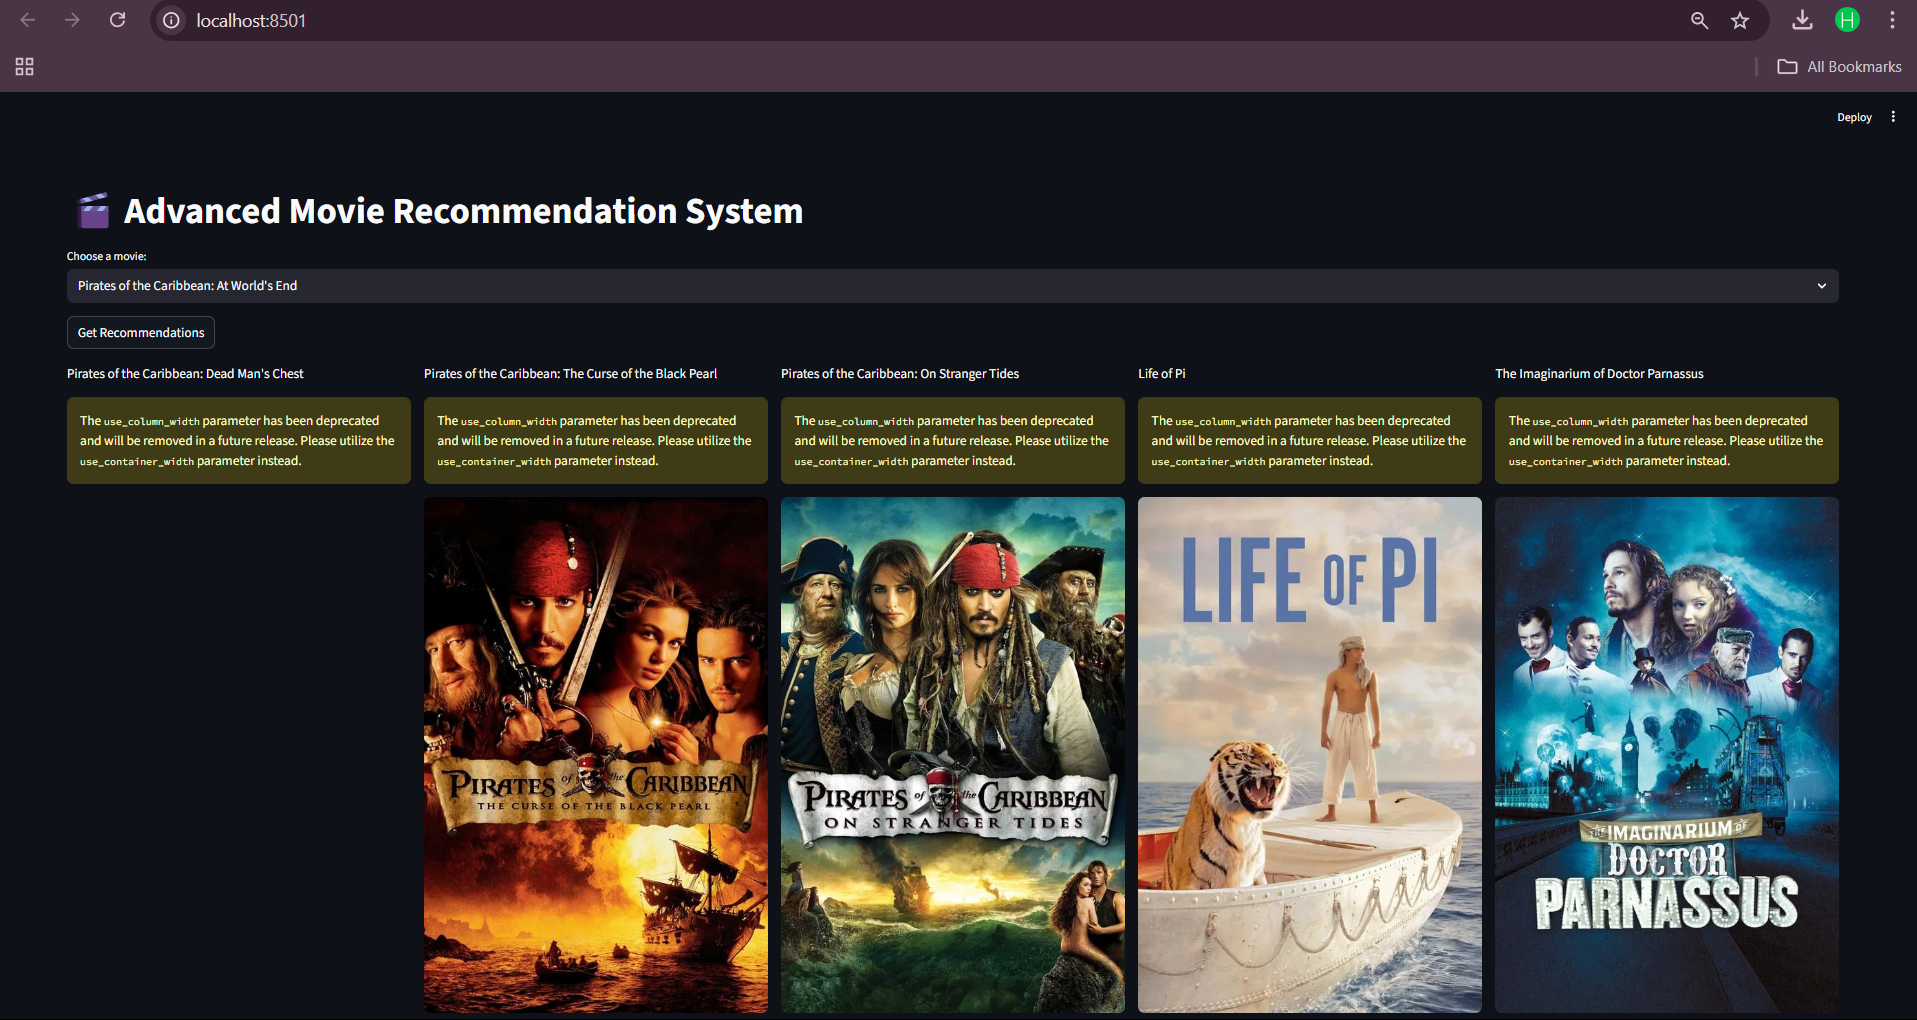 localhost:8501
H
All Bookmarks
Deploy
Advanced Movie Recommendation System
Choose a movie:
Pirates of the Caribbean: At World's End
Get Recommendations
Pirates of the Caribbean: Dead Man's Chest
The use_column_width parameter has been deprecated
and will be removed in a future release. Please utilize the
use_container_width parameter instead.
Pirates of the Caribbean: The Curse of the Black Pearl
The use_column_width parameter has been deprecated
and will be removed in a future release. Please utilize the
use_container_width parameter instead.
PIRATES of the CARIBBEAN
THE CURSE OF THE BLACK PEARL
Pirates of the Caribbean: On Stranger Tides
The use_column_width parameter has been deprecated
and will be removed in a future release. Please utilize the
use_container_width parameter instead.
PIRATES of the CARIBBEAN
ON STRANGER TIDES
Life of Pi
The use_column_width parameter has been deprecated
and will be removed in a future release. Please utilize the
use_container_width parameter instead.
LIFE OF PI
The Imaginarium of Doctor Parnassus
The use_column_width parameter has been deprecated
and will be removed in a future release. Please utilize the
use_container_width parameter instead.
THE IMAGINARIUM OF
DOCTOR
PARNASSUS